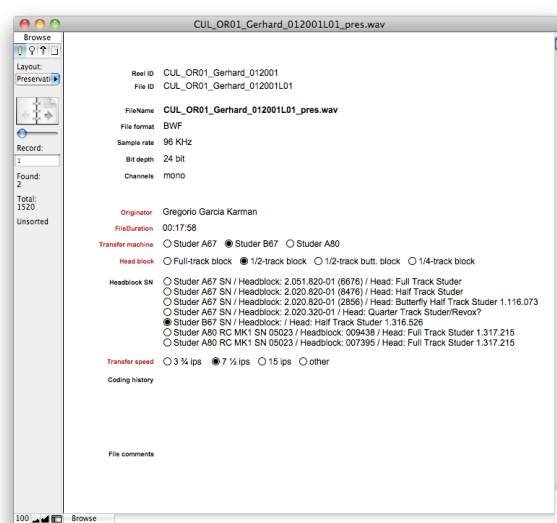 CUL_OR01_Gerhard_012001L01_pres.wav
Browse
Layout:
Preservati
Record:
1
Found:
2
Total:
1520
Unsorted
Reel ID CUL_OR01_Gerhard_012001
File ID CUL_OR01_Gerhard_012001L01
FileName CUL_OR01_Gerhard_012001L01_pres.wav
File format BWF
Sample rate 96 KHz
Bit depth 24 bit
Channels mono
Originator Gregorio Garcia Karman
FileDuration 00:17:58
Transfer machine Studer A67 Studer B67 Studer A80
Head block Full-track block 1/2-track block 1/2-track butt. block 1/4-track block
Headblock SN Studer A67 SN / Headblock: 2.051.820-01 (6676) / Head: Full Track Studer
Studer A67 SN / Headblock: 2.020.820-01 (8476) / Head: Half Track Studer
Studer A67 SN / Headblock: 2.020.820-01 (2856) / Head: Butterfly Half Track Studer 1.116.073
Studer A67 SN / Headblock: 2.020.320-01 / Head: Quarter Track Studer/Revox?
Studer B67 SN / Headblock: / Head: Half Track Studer 1.316.526
Studer A80 RC MK1 SN 05023 / Headblock: 009438 / Head: Full Track Studer 1.317.215
Studer A80 RC MK1 SN 05023 / Headblock: 007395 / Head: Full Track Studer 1.317.215
Transfer speed 3 ¾ ips 7 ½ ips 15 ips other
Coding history
File comments
100 Browse